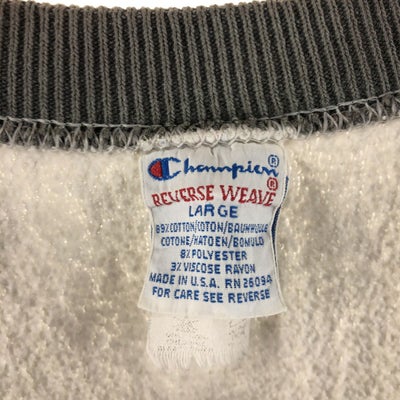 Champion®
REVERSE WEAVE®
LARGE
89% COTTON/COTON/BAUMWOLLE
COTONE/KATOEN/BOMULD
8% POLYESTER
3% VISCOSE RAYON
MADE IN U.S.A. RN 26094
FOR CARE SEE REVERSE